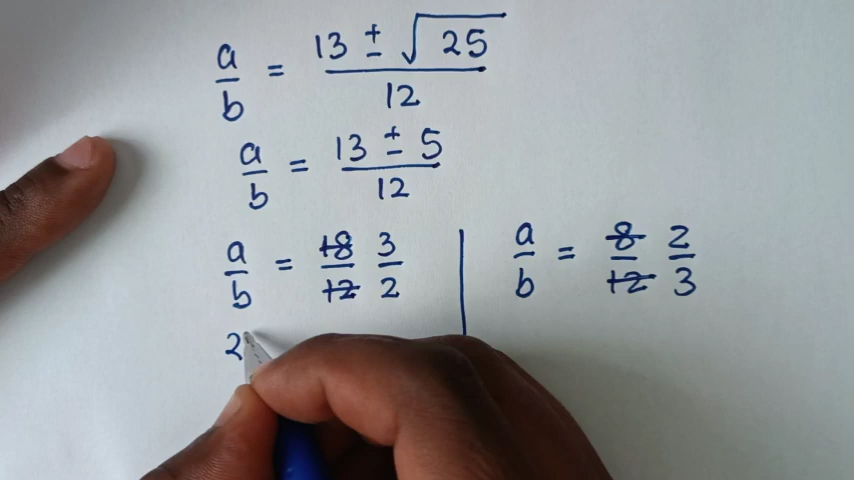 a/b = (13 ± √25)/12
a/b = (13 ± 5)/12
a/b = 18/12 3/2 | a/b = 8/12 2/3
2